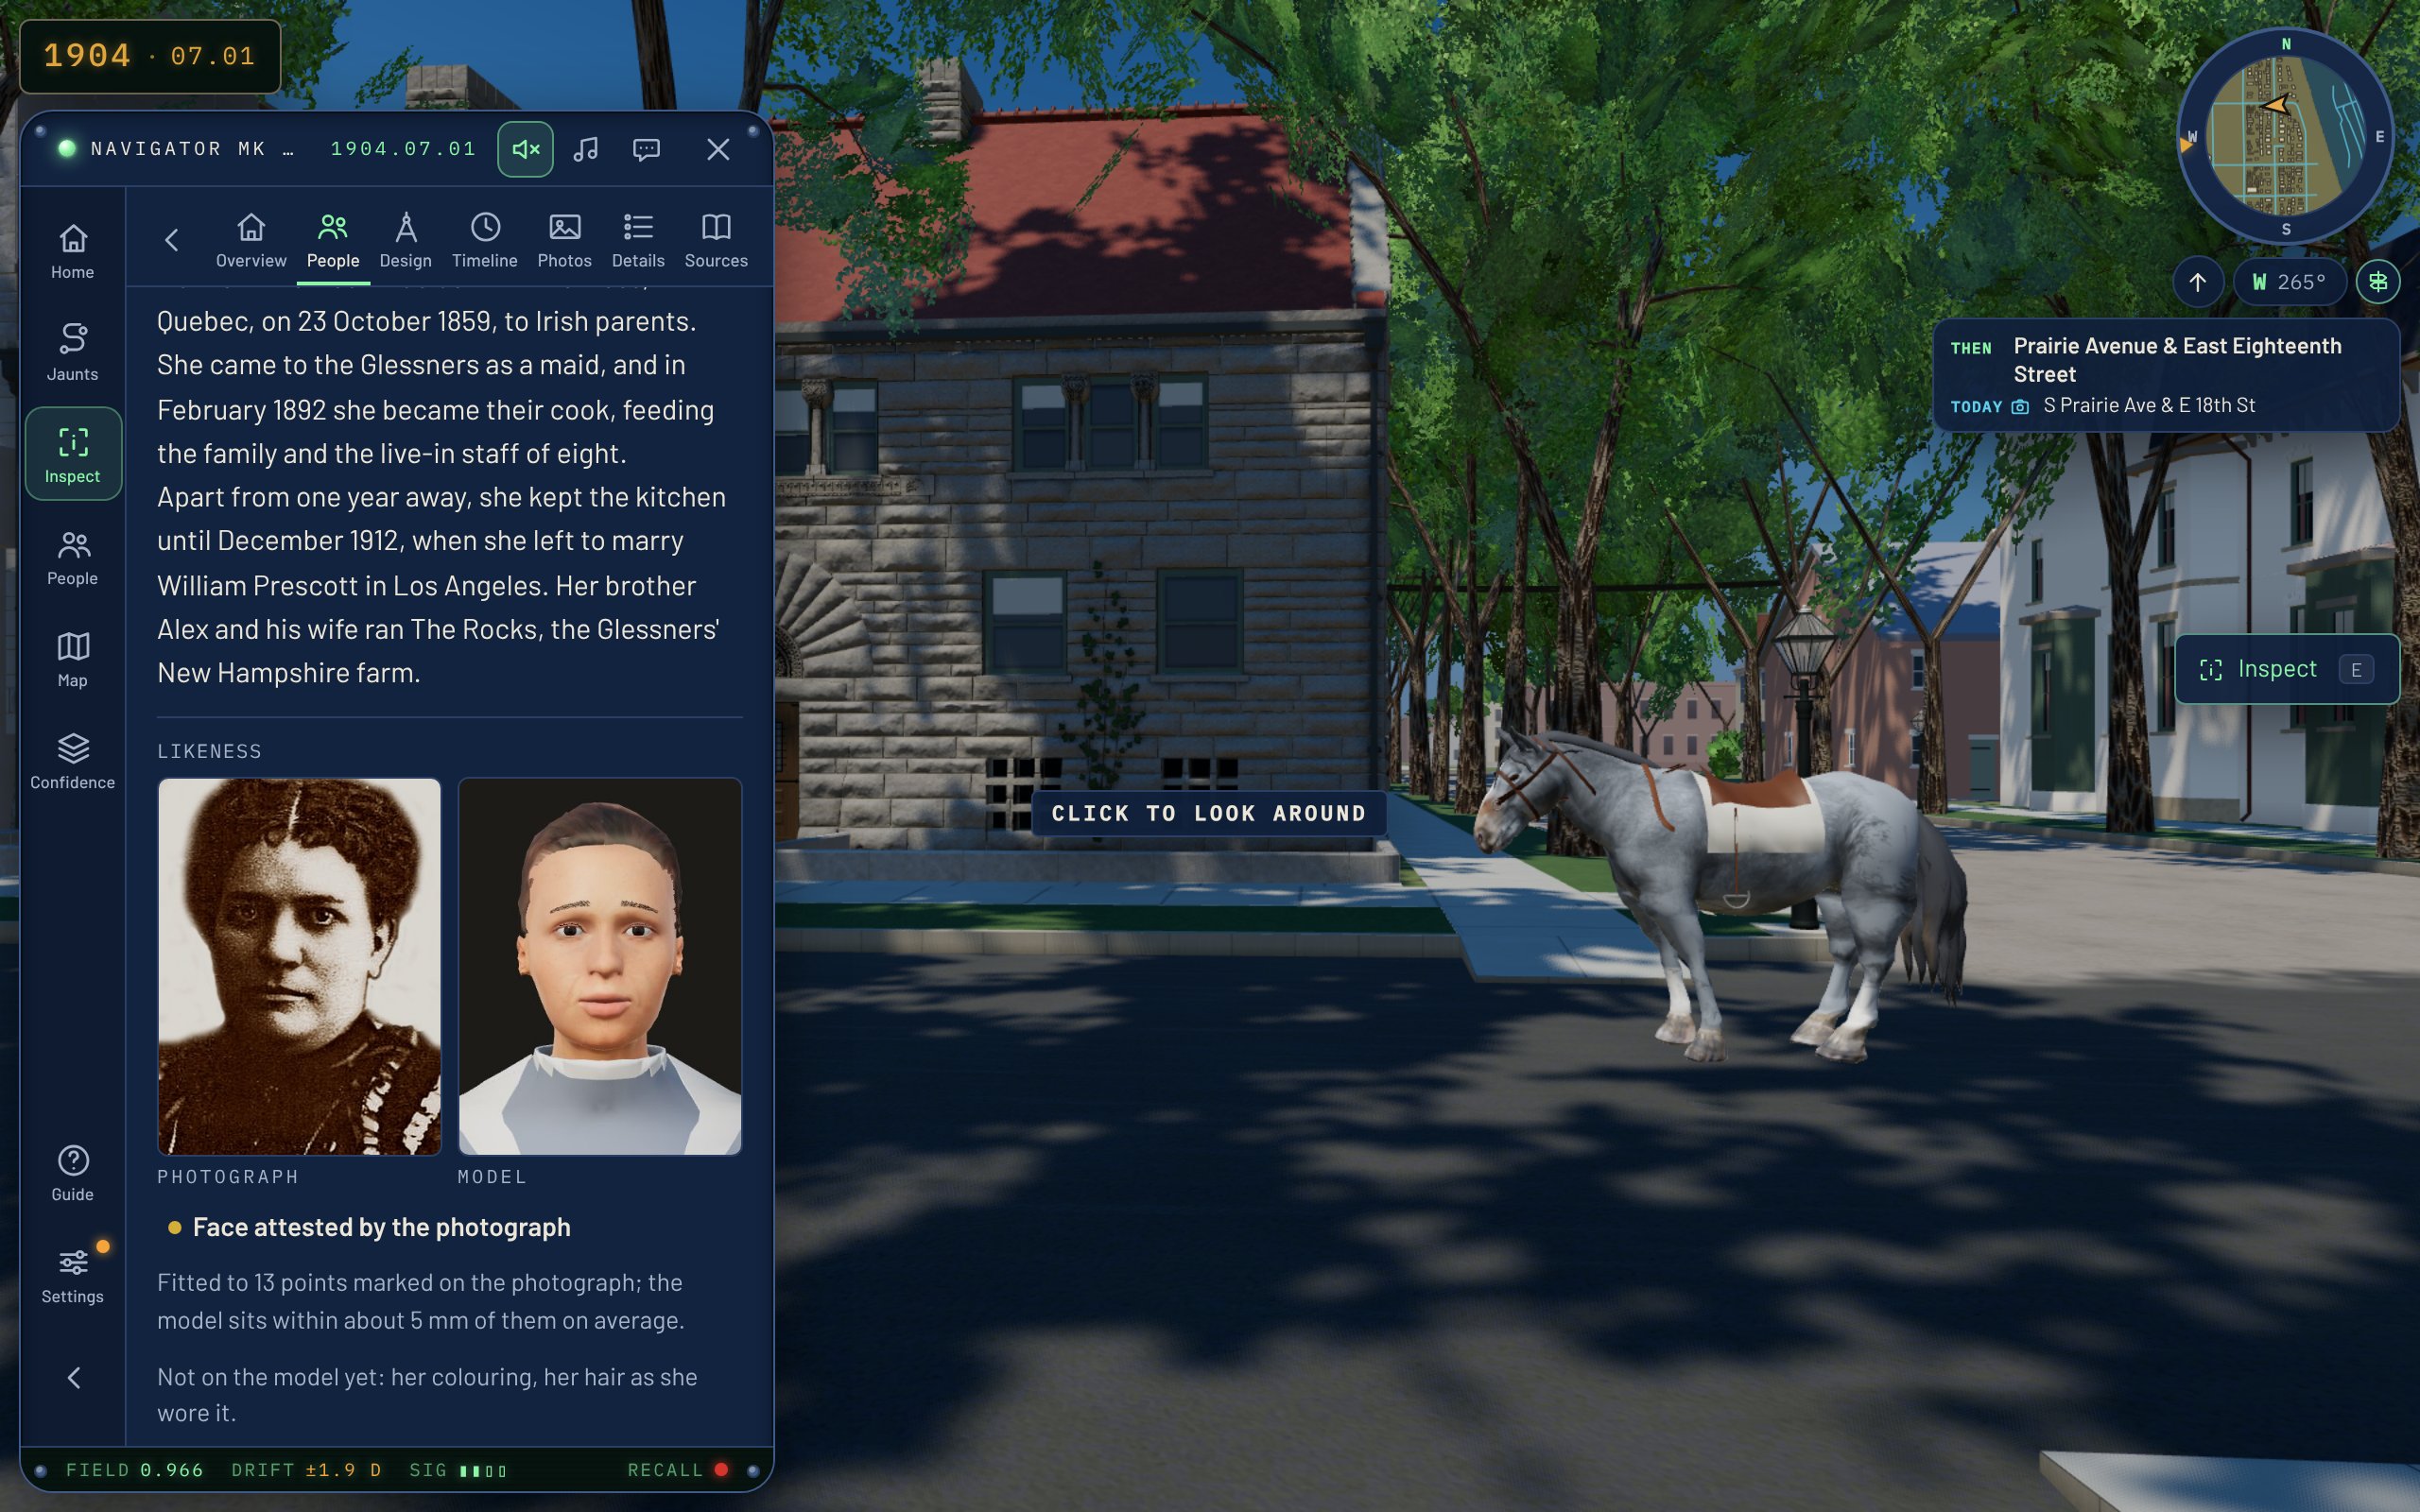 1904 · 07.01
NAVIGATOR MK …
1904.07.01
Home
Jaunts
Inspect
People
Map
Confidence
Guide
Settings
Overview
People
Design
Timeline
Photos
Details
Sources
Quebec, on 23 October 1859, to Irish parents.
She came to the Glessners as a maid, and in
February 1892 she became their cook, feeding
the family and the live-in staff of eight.
Apart from one year away, she kept the kitchen
until December 1912, when she left to marry
William Prescott in Los Angeles. Her brother
Alex and his wife ran The Rocks, the Glessners'
New Hampshire farm.
LIKENESS
PHOTOGRAPH
MODEL
Face attested by the photograph
Fitted to 13 points marked on the photograph; the
model sits within about 5 mm of them on average.
Not on the model yet: her colouring, her hair as she
wore it.
FIELD 0.966 DRIFT ±1.9 D SIG
RECALL
CLICK TO LOOK AROUND
N
W
E
S
W 265°
THEN Prairie Avenue & East Eighteenth
Street
TODAY S Prairie Ave & E 18th St
Inspect E